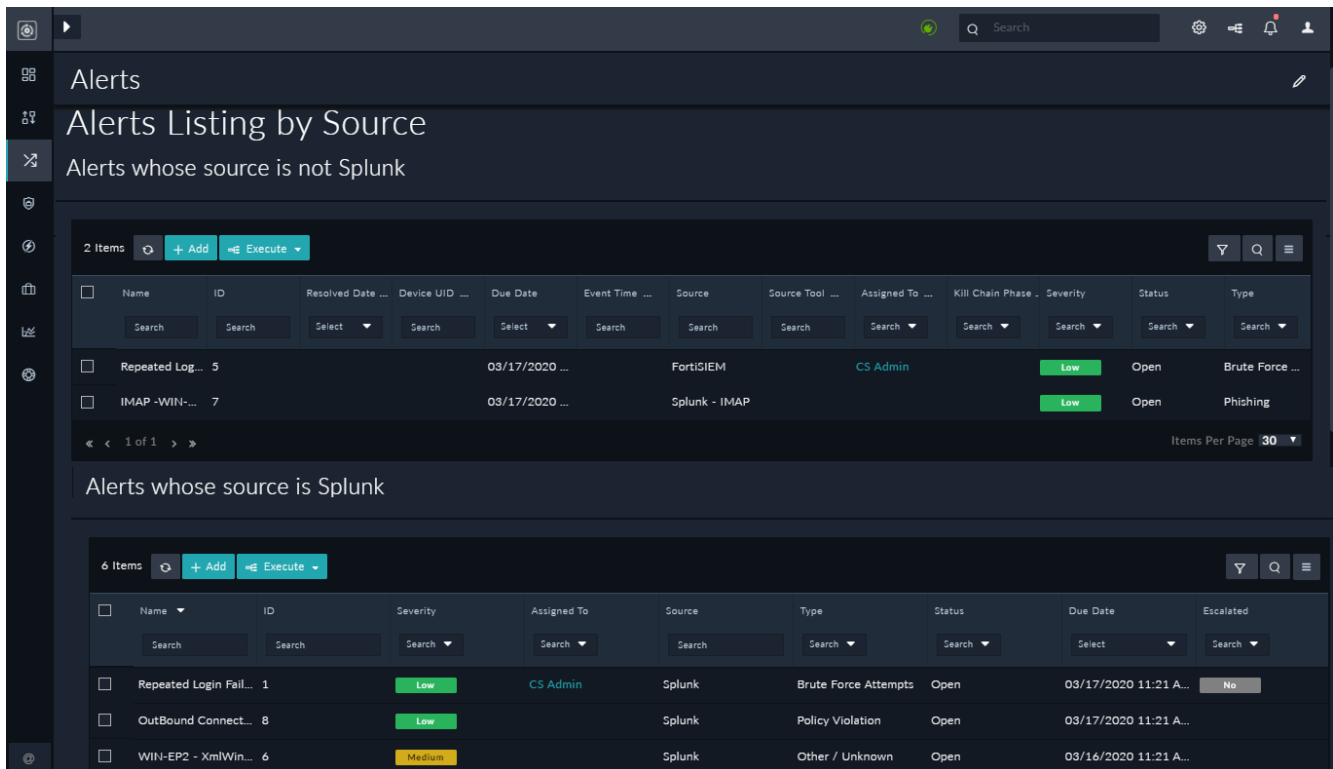 Search
Alerts
Alerts Listing by Source
Alerts whose source is not Splunk
2 Items + Add Execute
Name ID Resolved Date ... Device UID ... Due Date Event Time ... Source Source Tool ... Assigned To ... Kill Chain Phase . Severity Status Type
Search Search Select Search Select Search Search Search Search Search Search Search Search
Repeated Log... 5 03/17/2020 ... FortiSIEM CS Admin Low Open Brute Force ...
IMAP -WIN-... 7 03/17/2020 ... Splunk - IMAP Low Open Phishing
« < 1 of 1 > » Items Per Page 30
Alerts whose source is Splunk
6 Items + Add Execute
Name ID Severity Assigned To Source Type Status Due Date Escalated
Search Search Search Search Search Search Search Select Search
Repeated Login Fail... 1 Low CS Admin Splunk Brute Force Attempts Open 03/17/2020 11:21 A... No
OutBound Connect... 8 Low Splunk Policy Violation Open 03/17/2020 11:21 A...
WIN-EP2 - XmlWin... 6 Medium Splunk Other / Unknown Open 03/16/2020 11:21 A...
@